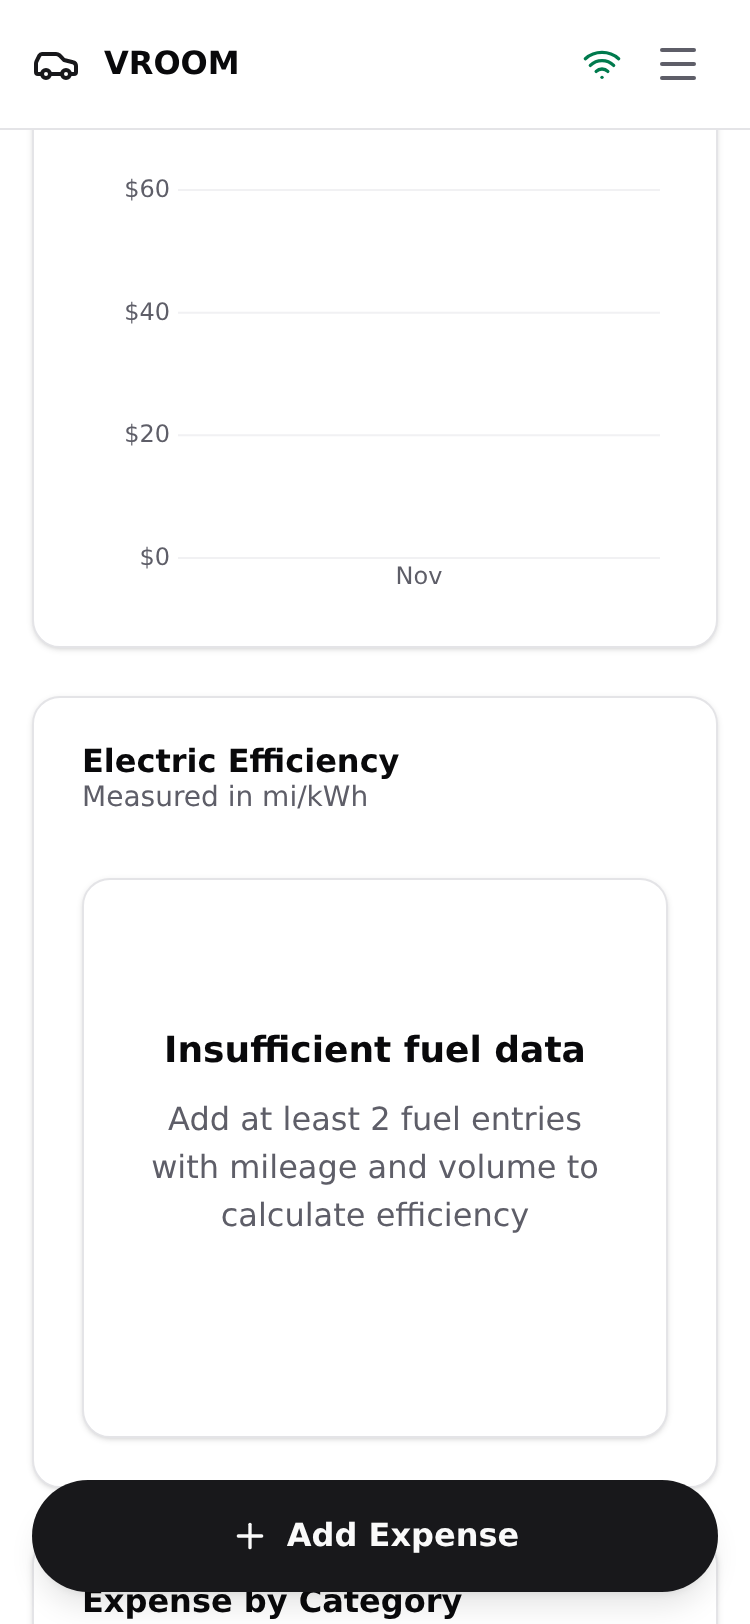 VROOM
$60
$40
$20
$0
Nov
Electric Efficiency
Measured in mi/kWh
Insufficient fuel data
Add at least 2 fuel entries
with mileage and volume to
calculate efficiency
Add Expense
Expense by Category